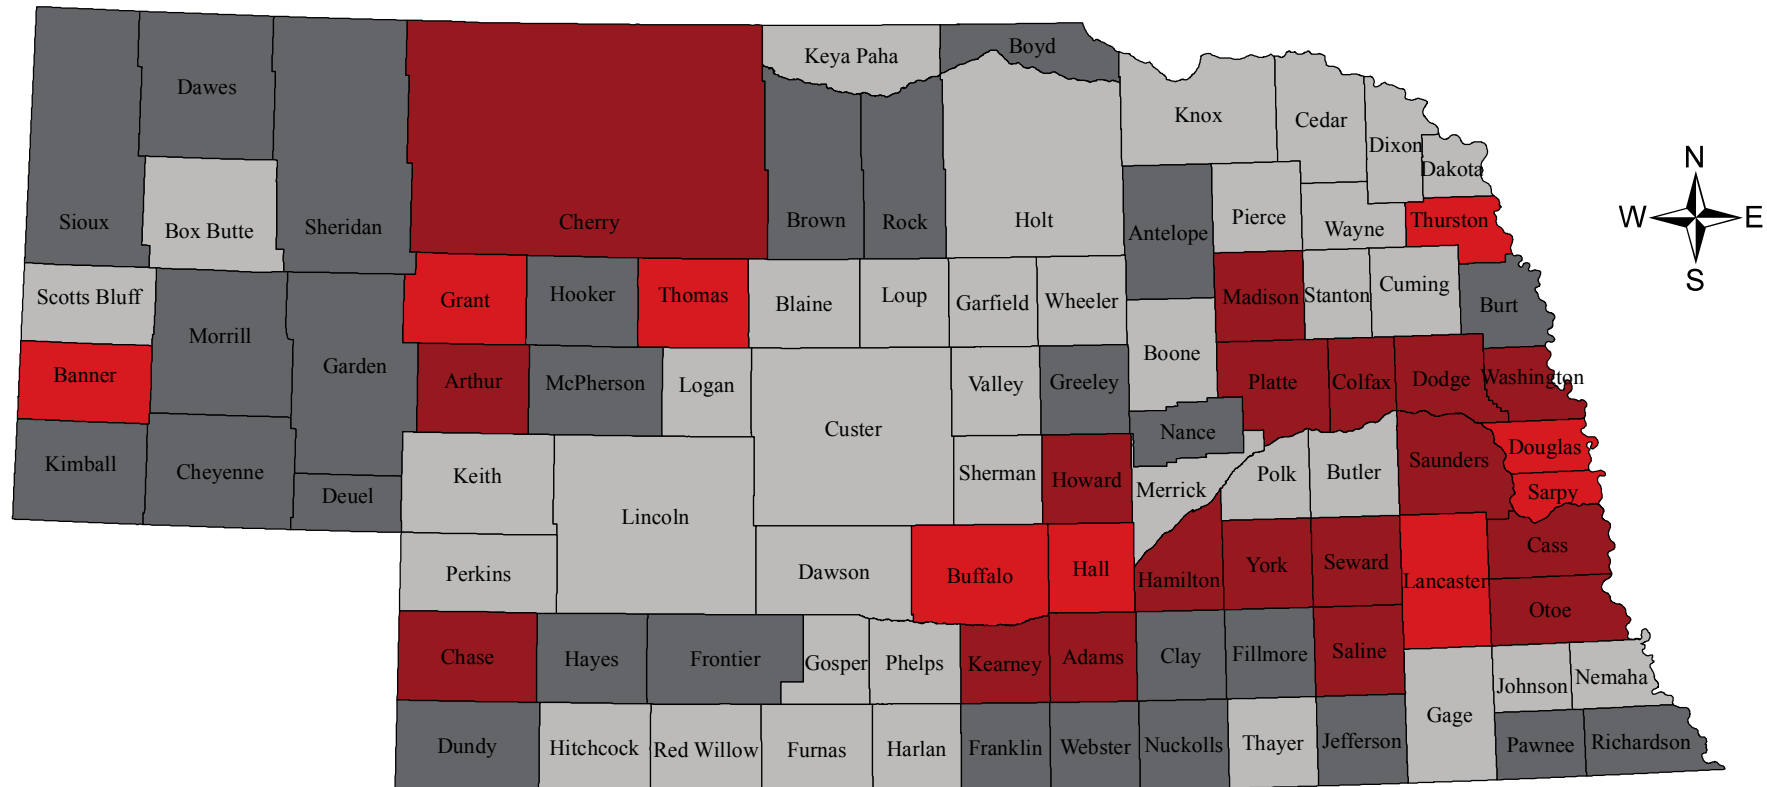 Keya Paha
Boyd
Dawes
Knox
Cedar
Dixon
Dakota
Sioux
Box Butte
Sheridan
Cherry
Brown
Rock
Holt
Antelope
Pierce
Wayne
Thurston
N
W
E
S
Scotts Bluff
Morrill
Grant
Hooker
Thomas
Blaine
Loup
Garfield
Wheeler
Madison
Stanton
Cuming
Burt
Banner
Garden
Arthur
McPherson
Logan
Custer
Valley
Greeley
Boone
Platte
Colfax
Dodge
Washington
Kimball
Cheyenne
Deuel
Keith
Lincoln
Sherman
Howard
Nance
Merrick
Polk
Butler
Saunders
Douglas
Sarpy
Perkins
Dawson
Buffalo
Hall
Hamilton
York
Seward
Lancaster
Cass
Otoe
Chase
Hayes
Frontier
Gosper
Phelps
Kearney
Adams
Clay
Fillmore
Saline
Gage
Johnson
Nemaha
Dundy
Hitchcock
Red Willow
Furnas
Harlan
Franklin
Webster
Nuckolls
Thayer
Jefferson
Pawnee
Richardson